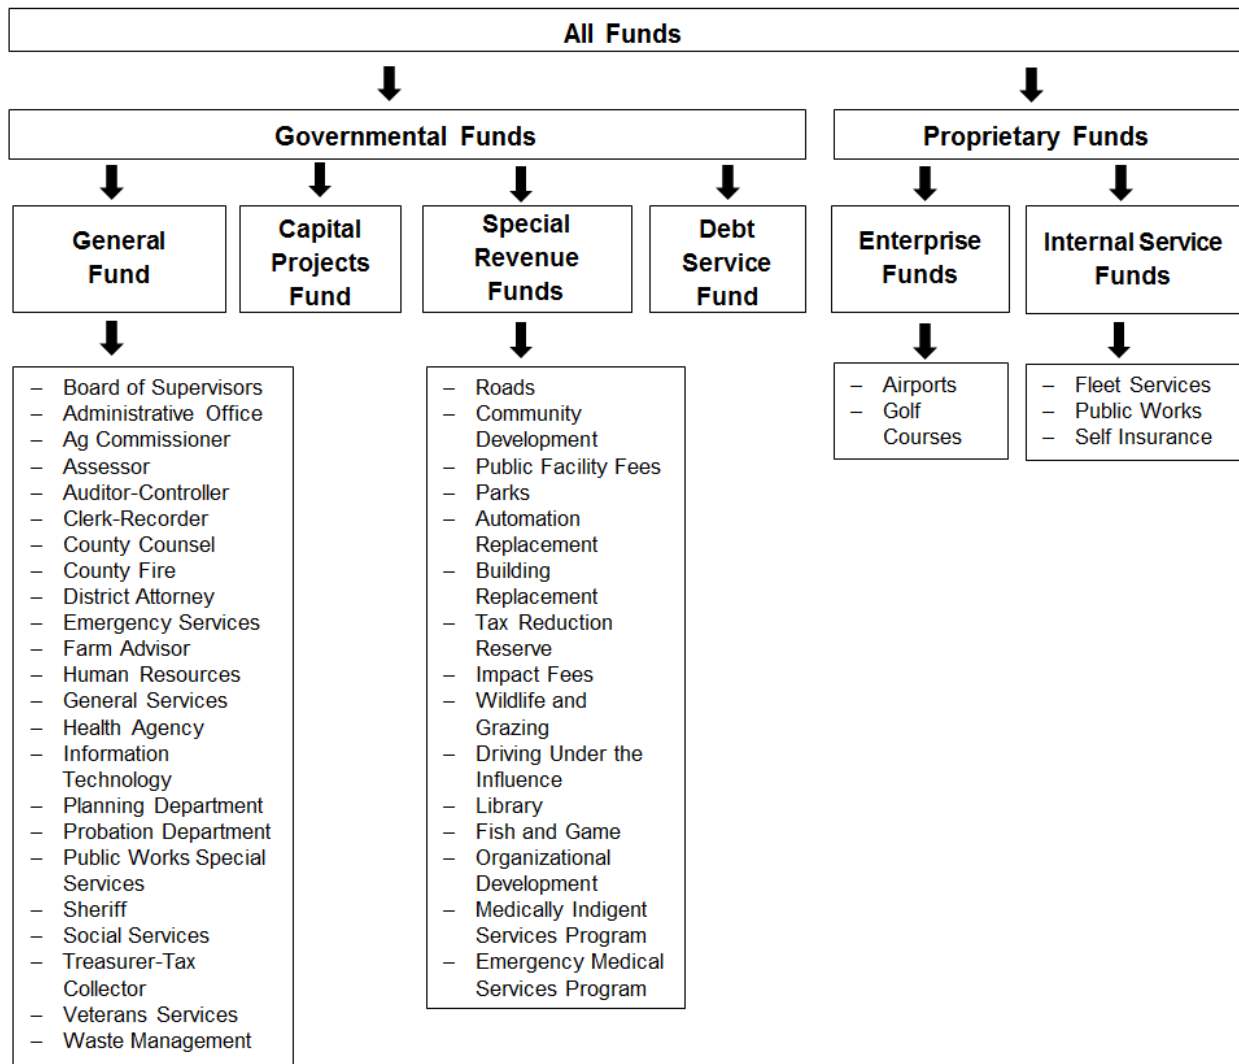 All Funds
Governmental Funds
Proprietary Funds
General
Fund
Capital
Projects
Fund
Special
Revenue
Funds
Debt
Service
Fund
Enterprise
Funds
Internal Service
Funds
– Board of Supervisors
– Administrative Office
– Ag Commissioner
– Assessor
– Auditor-Controller
– Clerk-Recorder
– County Counsel
– County Fire
– District Attorney
– Emergency Services
– Farm Advisor
– Human Resources
– General Services
– Health Agency
– Information
Technology
– Planning Department
– Probation Department
– Public Works Special
Services
– Sheriff
– Social Services
– Treasurer-Tax
Collector
– Veterans Services
– Waste Management
– Roads
– Community
Development
– Public Facility Fees
– Parks
– Automation
Replacement
– Building
Replacement
– Tax Reduction
Reserve
– Impact Fees
– Wildlife and
Grazing
– Driving Under the
Influence
– Library
– Fish and Game
– Organizational
Development
– Medically Indigent
Services Program
– Emergency Medical
Services Program
– Airports
– Golf
Courses
– Fleet Services
– Public Works
– Self Insurance